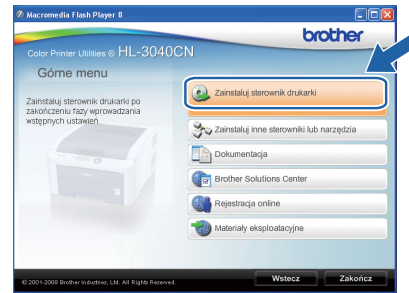 Macromedia Flash Player 8
brother
Color Printer Utilities ® HL-3040CN
Górne menu
Zainstaluj sterownik drukarki po
zakończeniu fazy wprowadzania
wstępnych ustawień.
Zainstaluj sterownik drukarki
Zainstaluj inne sterowniki lub narzędzia
Dokumentacja
Brother Solutions Center
Rejestracja online
Materiały eksploatacyjne
© 2001-2008 Brother Industries, Ltd. All Rights Reserved.
Wstecz
Zakończ